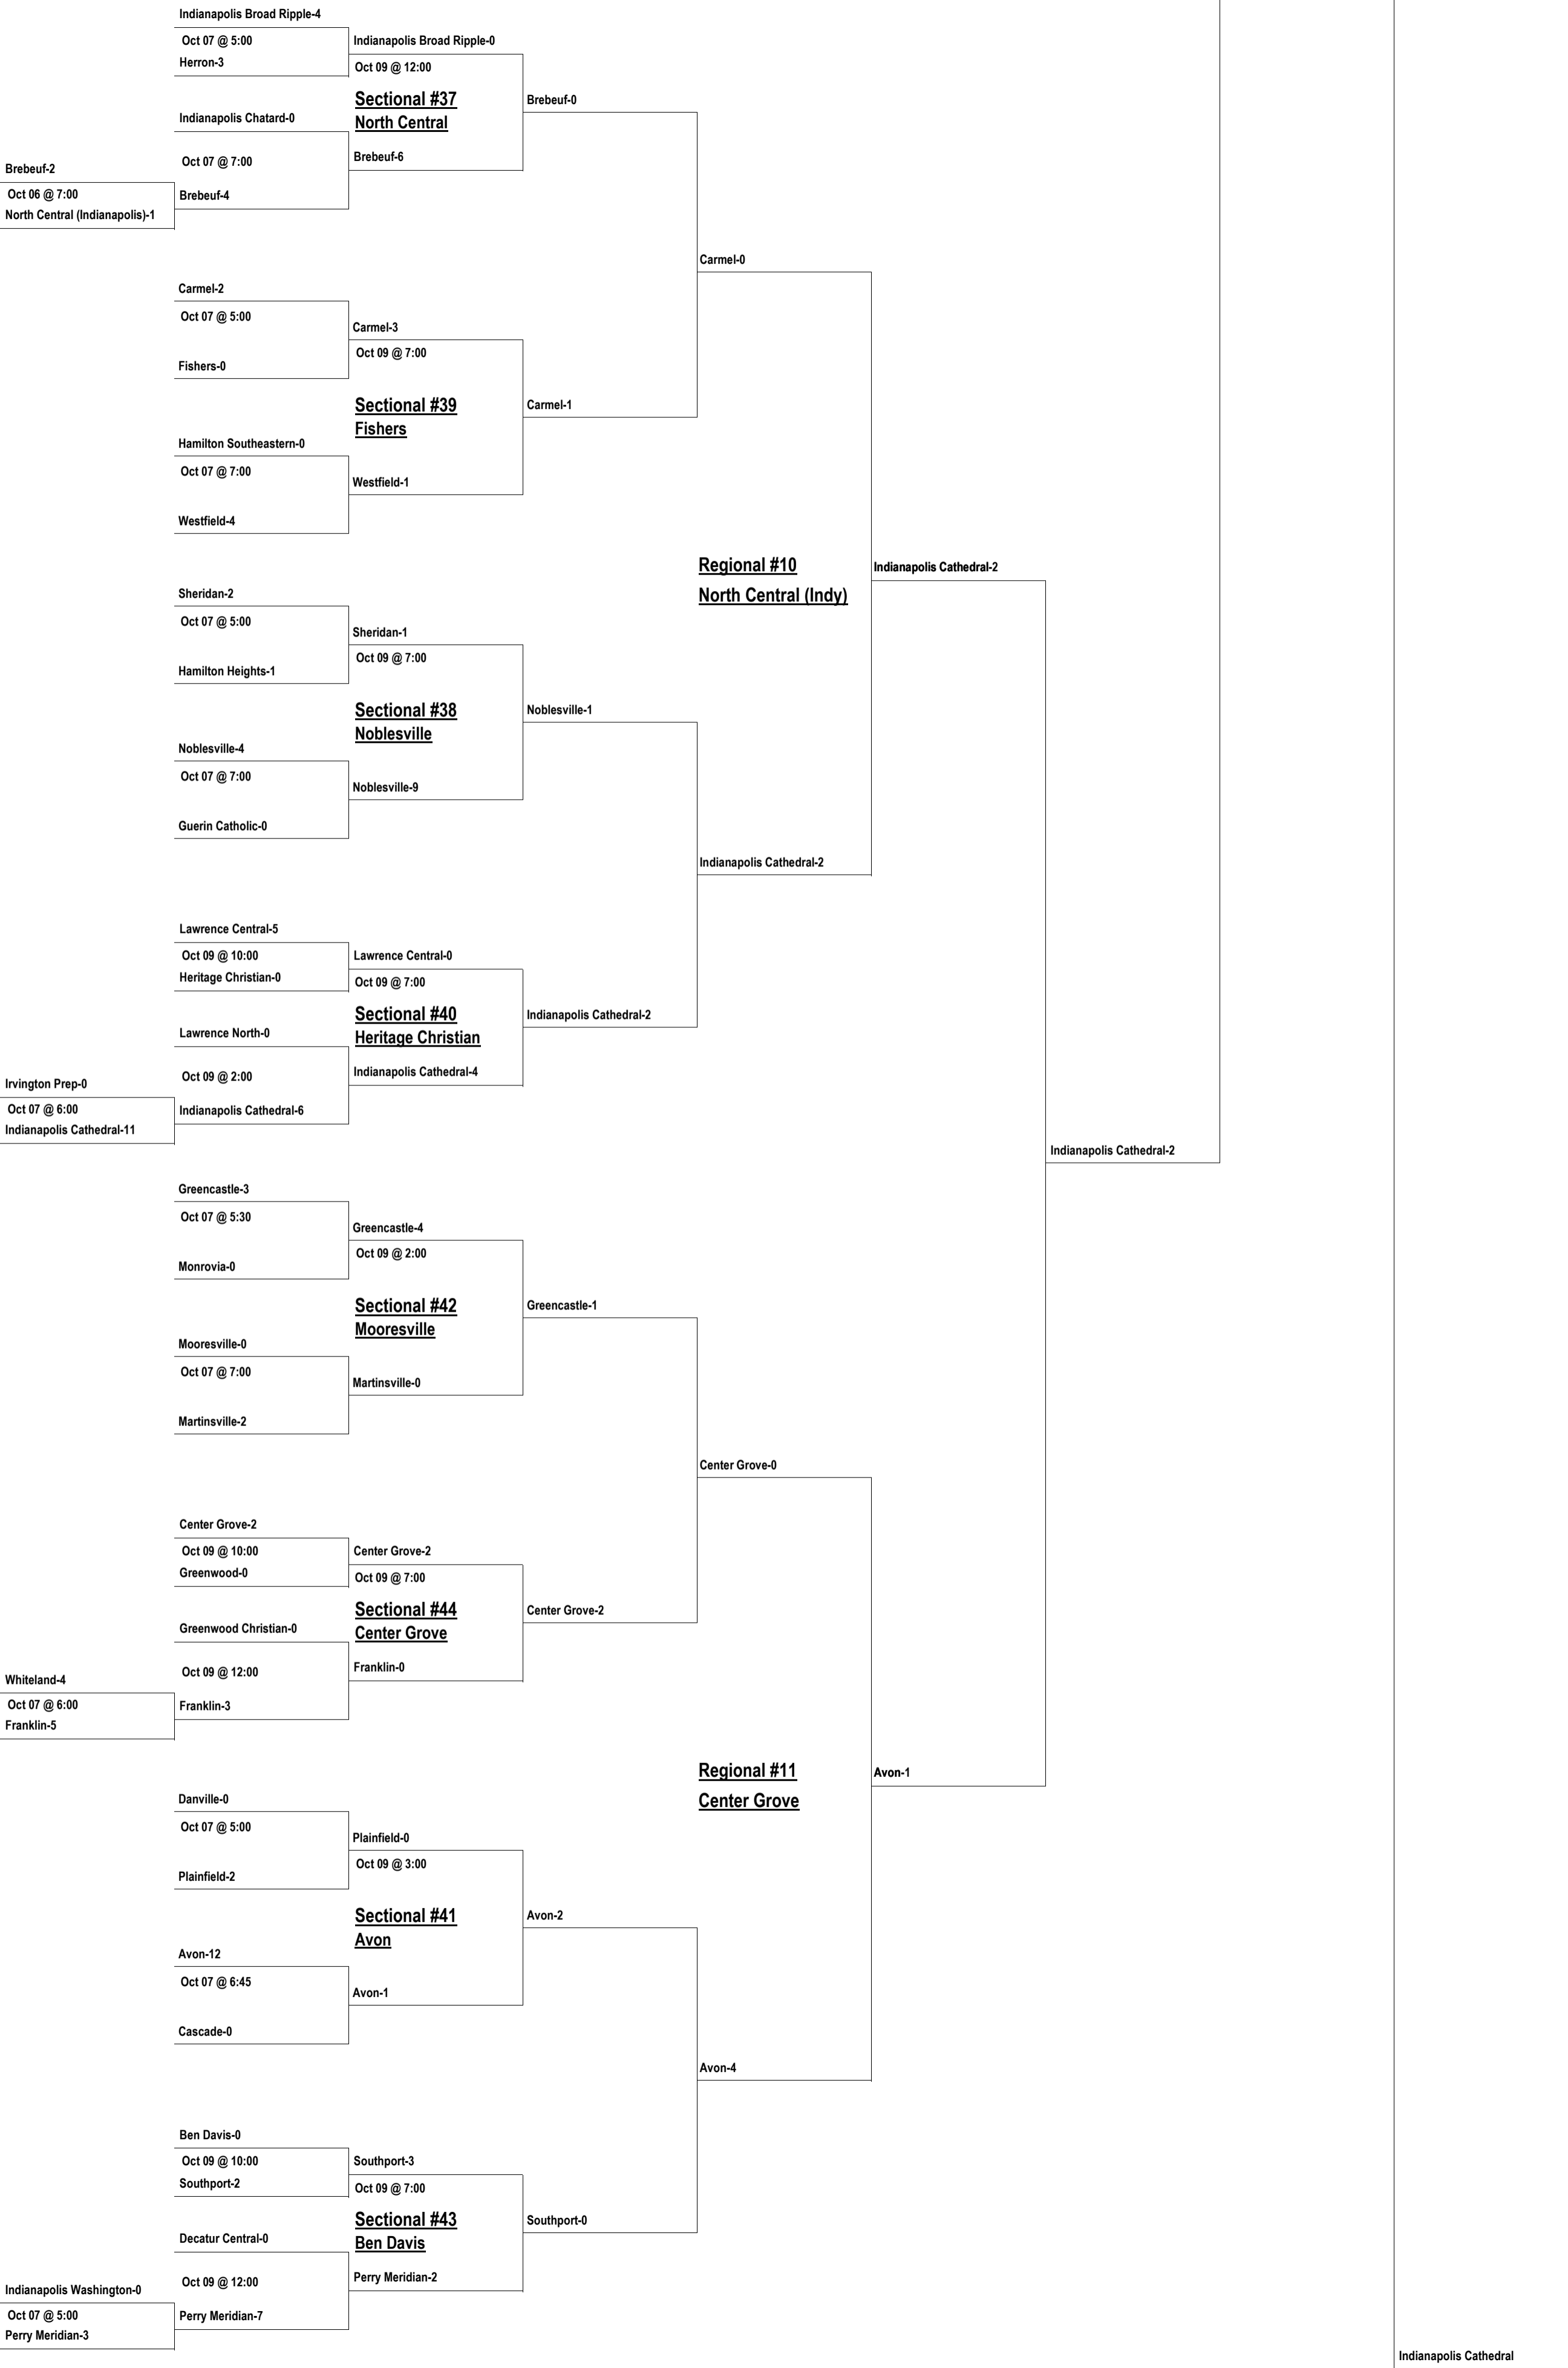 Indianapolis Broad Ripple-4
Oct 07 @ 5:00
Indianapolis Broad Ripple-0
Herron-3
Oct 09 @ 12:00
Sectional #37
Brebeuf-0
North Central
Indianapolis Chatard-0
Oct 07 @ 7:00
Brebeuf-6
Brebeuf-2
Oct 06 @ 7:00
Brebeuf-4
North Central (Indianapolis)-1
Carmel-0
Carmel-2
Oct 07 @ 5:00
Carmel-3
Oct 09 @ 7:00
Fishers-0
Sectional #39
Carmel-1
Fishers
Hamilton Southeastern-0
Oct 07 @ 7:00
Westfield-1
Westfield-4
Regional #10
Indianapolis Cathedral-2
North Central (Indy)
Sheridan-2
Oct 07 @ 5:00
Sheridan-1
Oct 09 @ 7:00
Hamilton Heights-1
Sectional #38
Noblesville-1
Noblesville
Noblesville-4
Oct 07 @ 7:00
Noblesville-9
Guerin Catholic-0
Indianapolis Cathedral-2
Lawrence Central-5
Oct 09 @ 10:00
Lawrence Central-0
Heritage Christian-0
Oct 09 @ 7:00
Sectional #40
Indianapolis Cathedral-2
Heritage Christian
Lawrence North-0
Oct 09 @ 2:00
Indianapolis Cathedral-4
Irvington Prep-0
Oct 07 @ 6:00
Indianapolis Cathedral-6
Indianapolis Cathedral-11
Indianapolis Cathedral-2
Greencastle-3
Oct 07 @ 5:30
Greencastle-4
Oct 09 @ 2:00
Monrovia-0
Sectional #42
Greencastle-1
Mooresville
Mooresville-0
Oct 07 @ 7:00
Martinsville-0
Martinsville-2
Center Grove-0
Center Grove-2
Oct 09 @ 10:00
Center Grove-2
Greenwood-0
Oct 09 @ 7:00
Sectional #44
Center Grove-2
Center Grove
Greenwood Christian-0
Oct 09 @ 12:00
Franklin-0
Whiteland-4
Oct 07 @ 6:00
Franklin-3
Franklin-5
Regional #11
Avon-1
Center Grove
Danville-0
Oct 07 @ 5:00
Plainfield-0
Oct 09 @ 3:00
Plainfield-2
Sectional #41
Avon-2
Avon
Avon-12
Oct 07 @ 6:45
Avon-1
Cascade-0
Avon-4
Ben Davis-0
Oct 09 @ 10:00
Southport-3
Southport-2
Oct 09 @ 7:00
Sectional #43
Southport-0
Ben Davis
Decatur Central-0
Oct 09 @ 12:00
Perry Meridian-2
Indianapolis Washington-0
Oct 07 @ 5:00
Perry Meridian-7
Perry Meridian-3
Indianapolis Cathedral